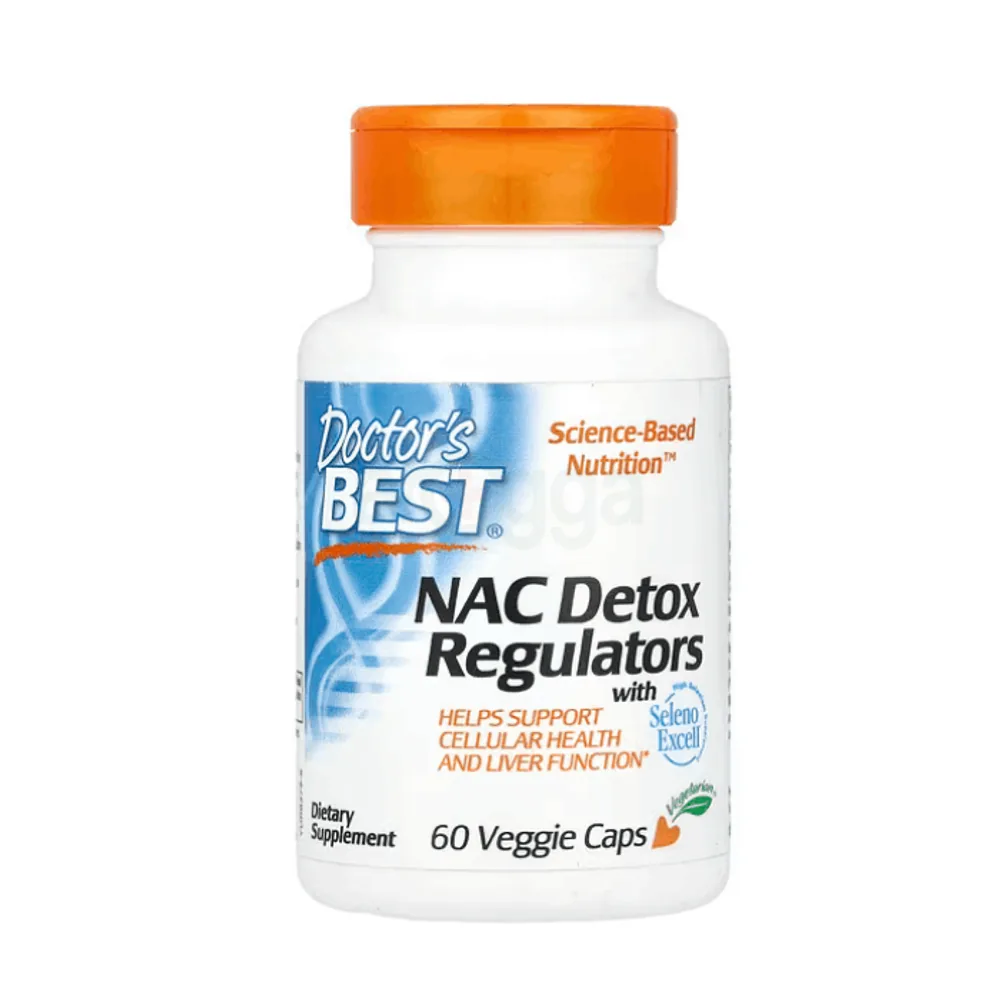 Doctor's
BEST®
Science-Based
Nutrition™
NAC Detox
Regulators
with
Seleno
Excell
HELPS SUPPORT
CELLULAR HEALTH
AND LIVER FUNCTION*
Vegetarian
Dietary
Supplement
60 Veggie Caps